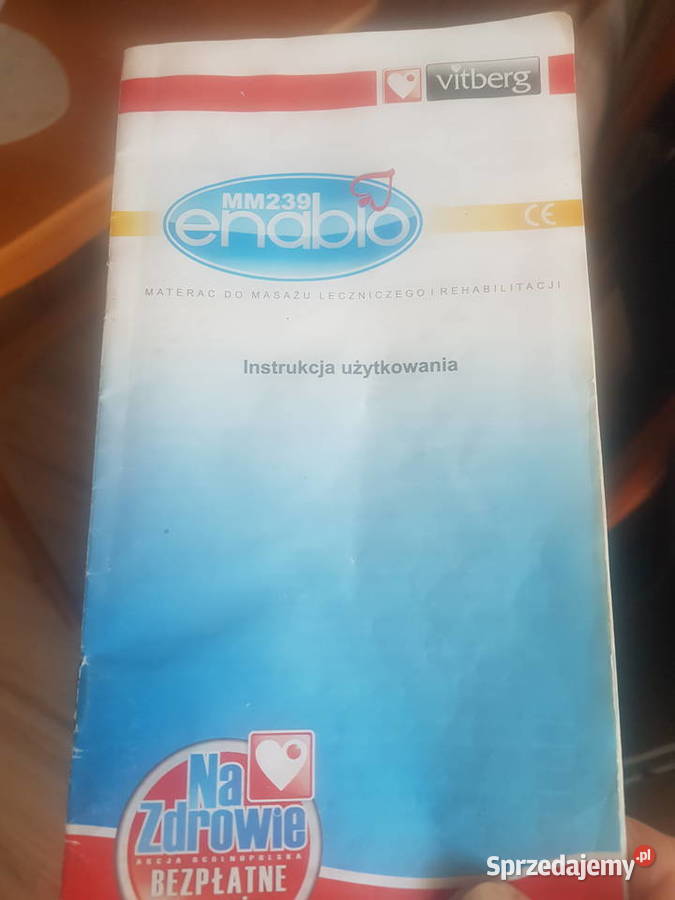 vitberg
MM239
enabio
CE
MATERAC DO MASAŻU LECZNICZEGO I REHABILITACJI
Instrukcja użytkowania
Na
Zdrowie
AKCJA OGÓLNOPOLSKA
BEZPŁATNE
Sprzedajemy.pl